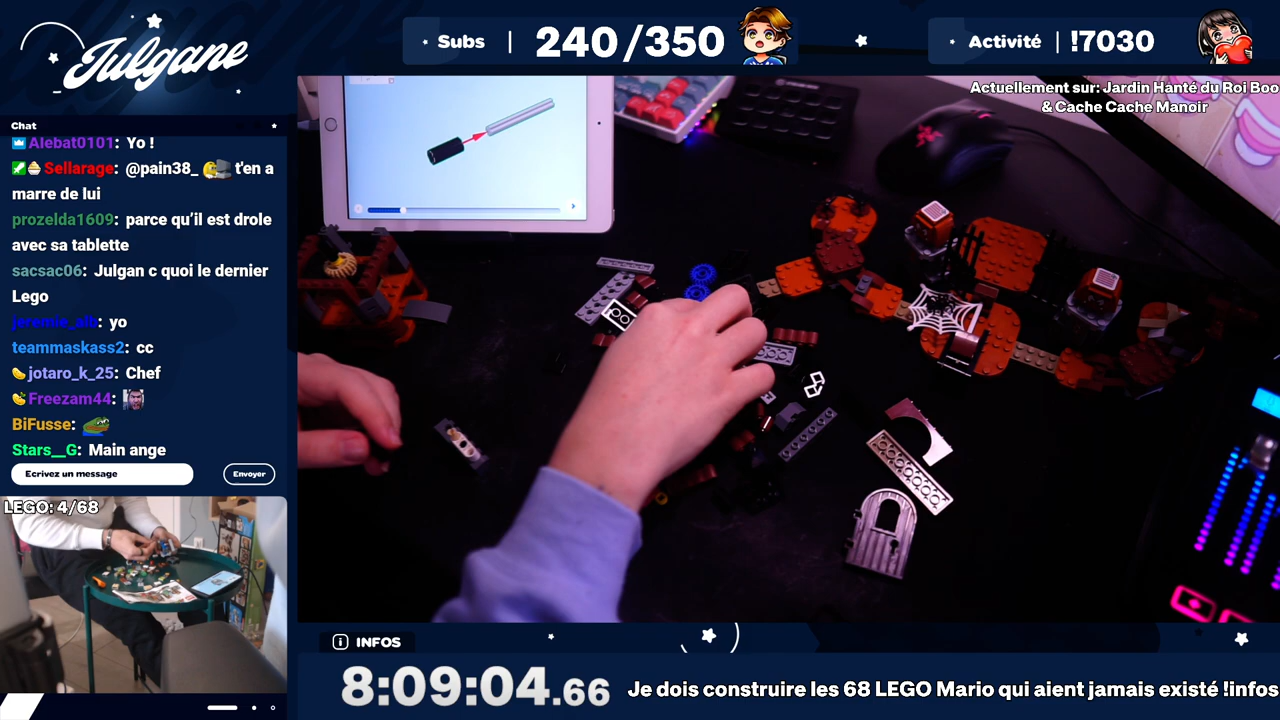 Julgane
Subs | 240/350
Activité | !7030
Actuellement sur: Jardin Hanté du Roi Boo
& Cache Cache Manoir
Chat
Alebat0101: Yo !
Sellarage: @pain38_ t'en a
marre de lui
prozelda1609: parce qu'il est drole
avec sa tablette
sacsac06: Julgan c quoi le dernier
Lego
jeremie_alb: yo
teammaskass2: cc
jotaro_k_25: Chef
Freezam44:
BiFusse:
Stars__G: Main ange
Ecrivez un message
Envoyer
LEGO: 4/68
INFOS
8:09:04.66
Je dois construire les 68 LEGO Mario qui aient jamais existé !infos